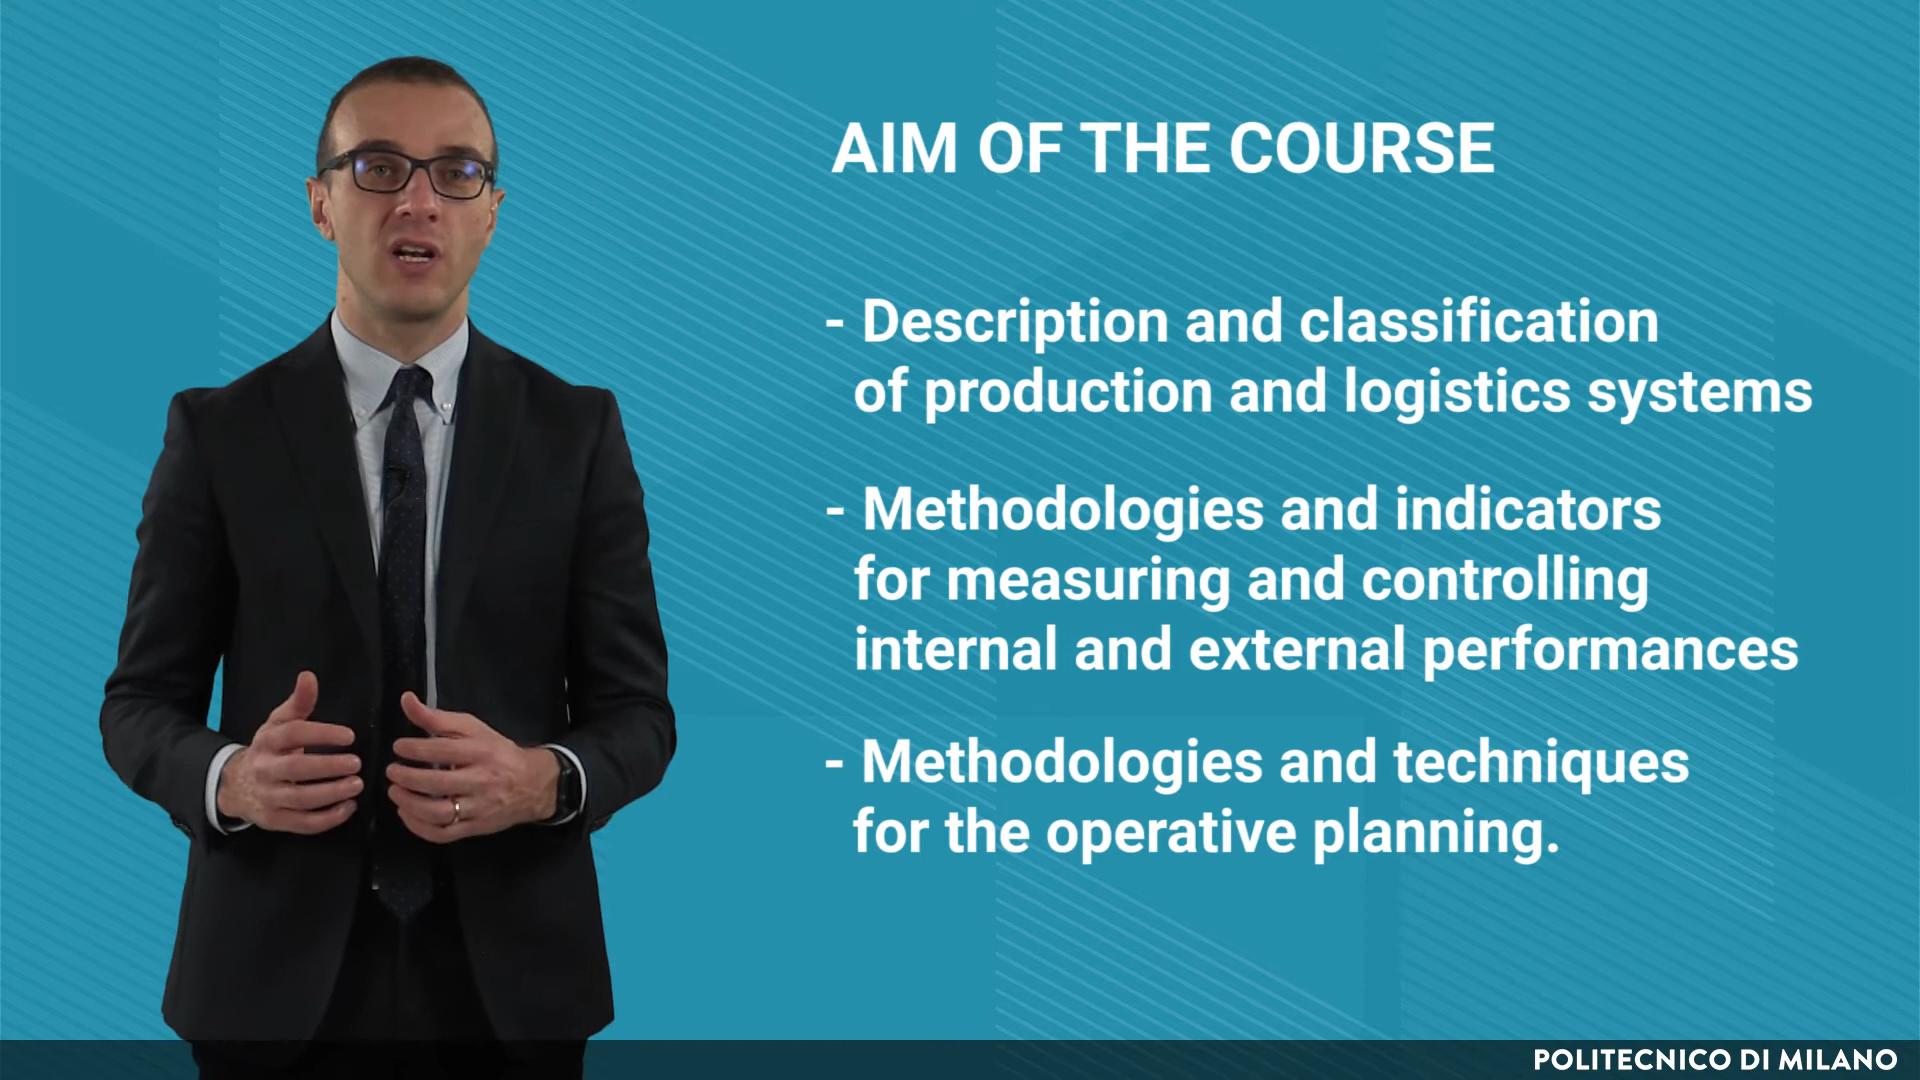 AIM OF THE COURSE
- Description and classification
of production and logistics systems
- Methodologies and indicators
for measuring and controlling
internal and external performances
- Methodologies and techniques
for the operative planning.
POLITECNICO DI MILANO